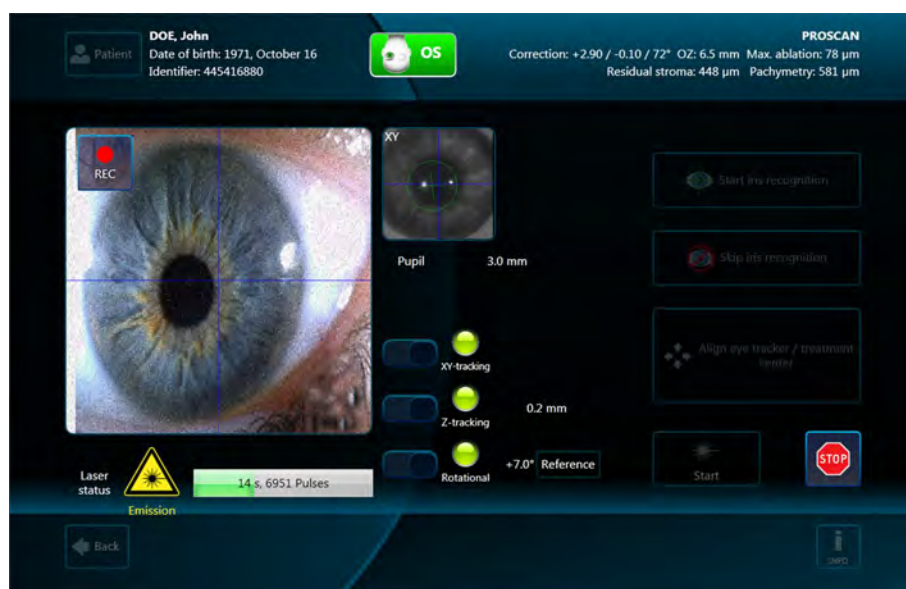 DOE, John
Patient
Date of birth: 1971, October 16
Identifier: 445416880
OS
PROSCAN
Correction: +2.90 / -0.10 / 72° OZ: 6.5 mm Max. ablation: 78 µm
Residual stroma: 448 µm Pachymetry: 581 µm
REC
XY
Start iris recognition
Pupil 3.0 mm
Skip iris recognition
Align eye tracker / treatment
center
XY-tracking
0.2 mm
Z-tracking
+7.0° Reference
Rotational
Start
STOP
Laser
status
14 s, 6951 Pulses
Emission
Back
INFO